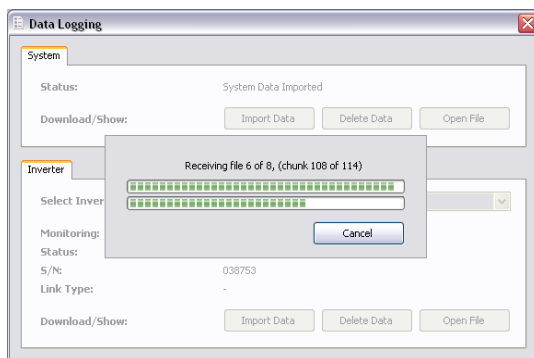 Data Logging
System
Status: System Data Imported
Download/Show: Import Data Delete Data Open File
Receiving file 6 of 8, (chunk 108 of 114)
Cancel
Inverter
Select Inver
Monitoring:
Status:
S/N: 038753
Link Type: -
Download/Show: Import Data Delete Data Open File